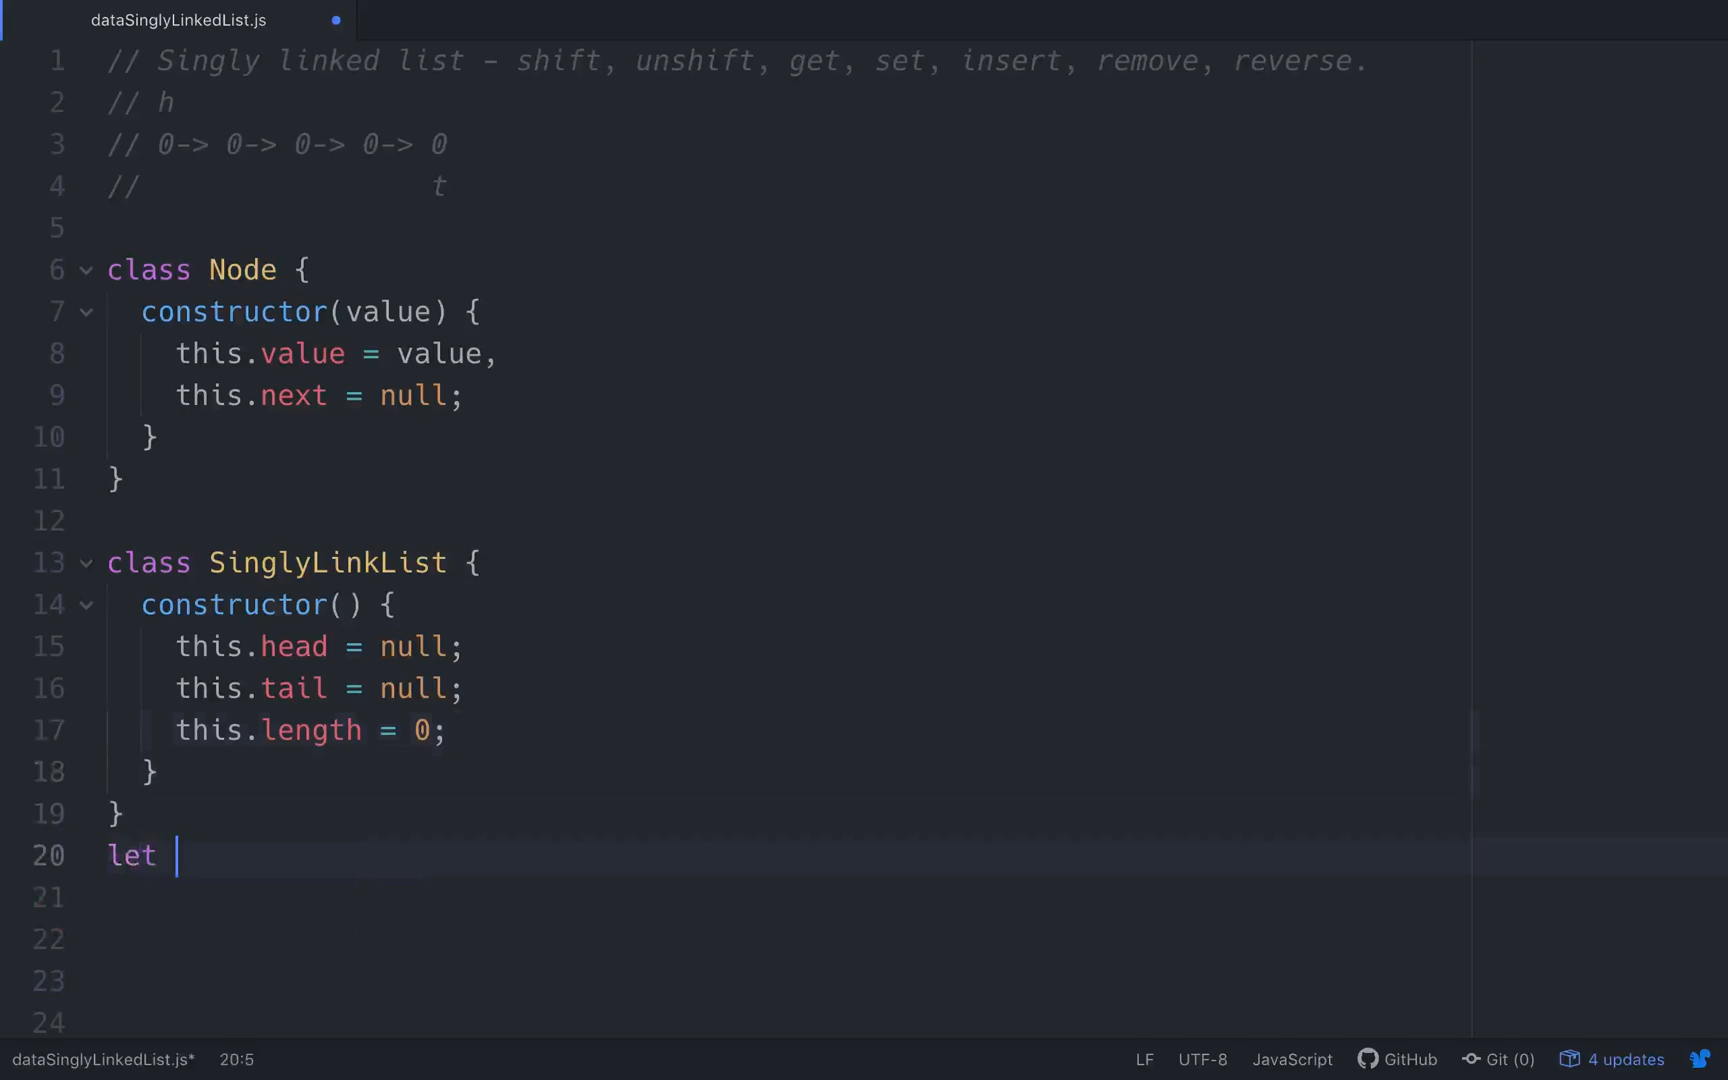 dataSinglyLinkedList.js
1 // Singly linked list - shift, unshift, get, set, insert, remove, reverse.
2 // h
3 // 0-> 0-> 0-> 0-> 0
4 //                 t
5
6 class Node {
7   constructor(value) {
8     this.value = value,
9     this.next = null;
10   }
11 }
12
13 class SinglyLinkList {
14   constructor() {
15     this.head = null;
16     this.tail = null;
17     this.length = 0;
18   }
19 }
20 let
21
22
23
24
dataSinglyLinkedList.js* 20:5 LF UTF-8 JavaScript GitHub Git (0) 4 updates